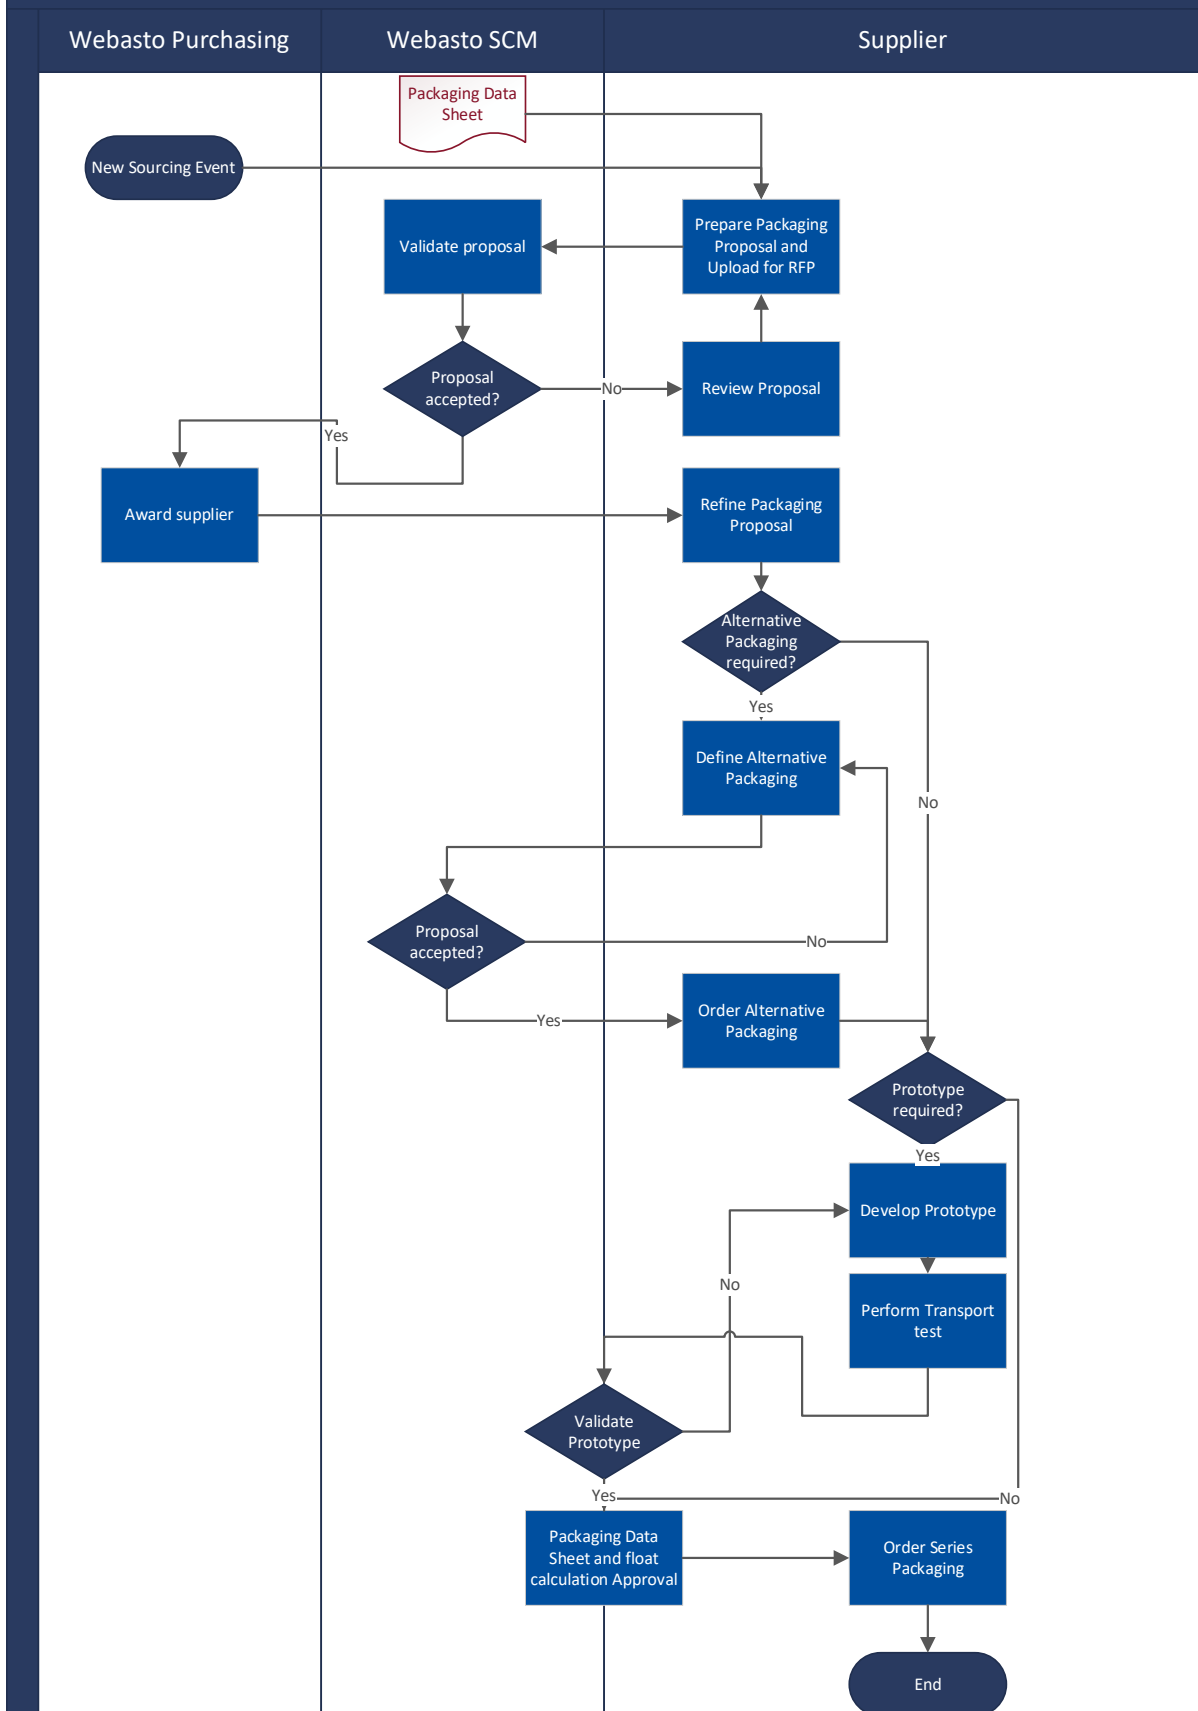 Webasto Purchasing
Webasto SCM
Supplier
Packaging Data
Sheet
New Sourcing Event
Validate proposal
Prepare Packaging
Proposal and
Upload for RFP
Proposal
accepted?
No
Review Proposal
Yes
Award supplier
Refine Packaging
Proposal
Alternative
Packaging
required?
Yes
Define Alternative
Packaging
No
Proposal
accepted?
No
Yes
Order Alternative
Packaging
Prototype
required?
Yes
Develop Prototype
No
Perform Transport
test
Validate
Prototype
Yes
No
Packaging Data
Sheet and float
calculation Approval
Order Series
Packaging
End